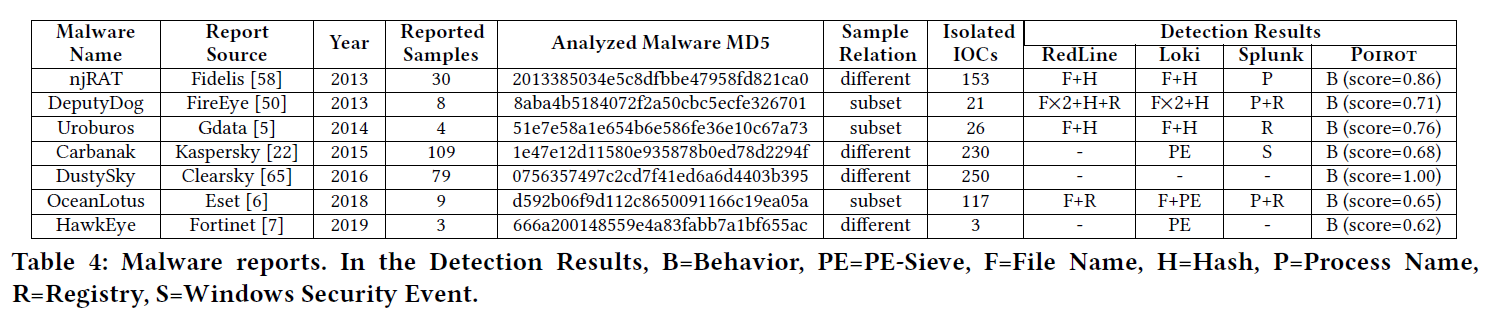 Malware Name Report Source Year Reported Samples Analyzed Malware MD5 Sample Relation Isolated IOCs Detection Results
RedLine Loki Splunk POIROT
njRAT Fidelis [58] 2013 30 2013385034e5c8dfbbe47958fd821ca0 different 153 F+H F+H P B (score=0.86)
DeputyDog FireEye [50] 2013 8 8aba4b5184072f2a50cbc5ecfe326701 subset 21 F×2+H+R F×2+H P+R B (score=0.71)
Uroburos Gdata [5] 2014 4 51e7e58a1e654b6e586fe36e10c67a73 subset 26 F+H F+H R B (score=0.76)
Carbanak Kaspersky [22] 2015 109 1e47e12d11580e935878b0ed78d2294f different 230 - PE S B (score=0.68)
DustySky Clearsky [65] 2016 79 0756357497c2cd7f41ed6a6d4403b395 different 250 - - - B (score=1.00)
OceanLotus Eset [6] 2018 9 d592b06f9d112c8650091166c19ea05a subset 117 F+R F+PE P+R B (score=0.65)
HawkEye Fortinet [7] 2019 3 666a200148559e4a83fabb7a1bf655ac different 3 - PE - B (score=0.62)
Table 4: Malware reports. In the Detection Results, B=Behavior, PE=PE-Sieve, F=File Name, H=Hash, P=Process Name,
R=Registry, S=Windows Security Event.